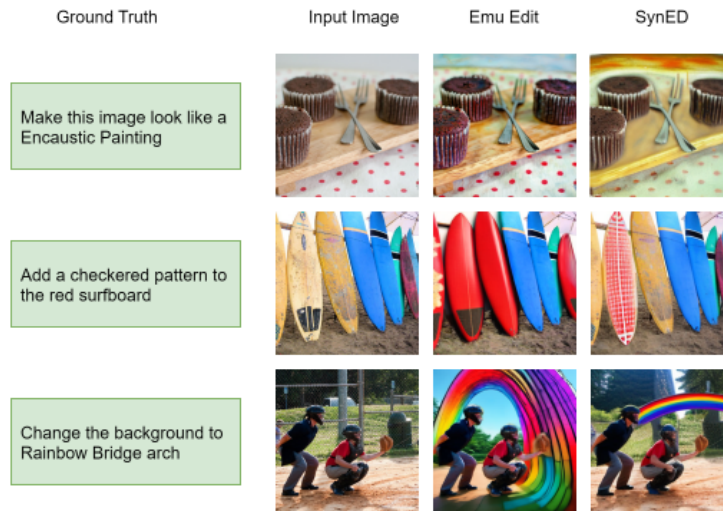 Ground Truth
Input Image
Emu Edit
SynED
Make this image look like a
Encaustic Painting
Add a checkered pattern to
the red surfboard
Change the background to
Rainbow Bridge arch